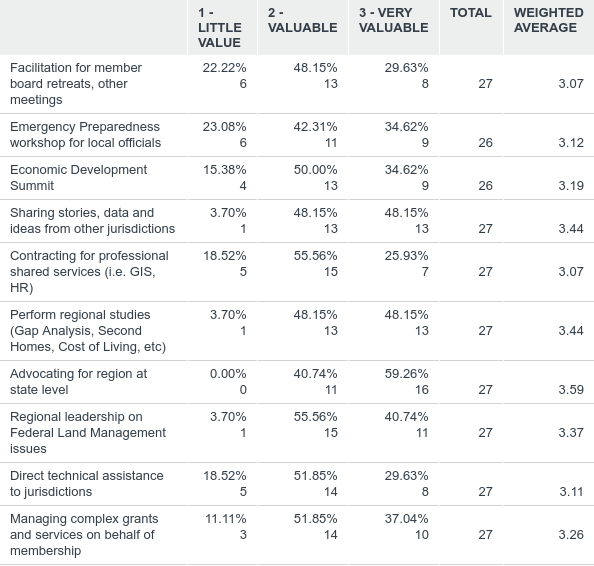 1 - LITTLE VALUE 2 - VALUABLE 3 - VERY VALUABLE TOTAL WEIGHTED AVERAGE
Facilitation for member 22.22% 48.15% 29.63%
board retreats, other 6 13 8 27 3.07
meetings
Emergency Preparedness 23.08% 42.31% 34.62%
workshop for local officials 6 11 9 26 3.12
Economic Development 15.38% 50.00% 34.62%
Summit 4 13 9 26 3.19
Sharing stories, data and 3.70% 48.15% 48.15%
ideas from other jurisdictions 1 13 13 27 3.44
Contracting for professional 18.52% 55.56% 25.93%
shared services (i.e. GIS, 5 15 7 27 3.07
HR)
Perform regional studies 3.70% 48.15% 48.15%
(Gap Analysis, Second 1 13 13 27 3.44
Homes, Cost of Living, etc)
Advocating for region at 0.00% 40.74% 59.26%
state level 0 11 16 27 3.59
Regional leadership on 3.70% 55.56% 40.74%
Federal Land Management 1 15 11 27 3.37
issues
Direct technical assistance 18.52% 51.85% 29.63%
to jurisdictions 5 14 8 27 3.11
Managing complex grants 11.11% 51.85% 37.04%
and services on behalf of 3 14 10 27 3.26
membership